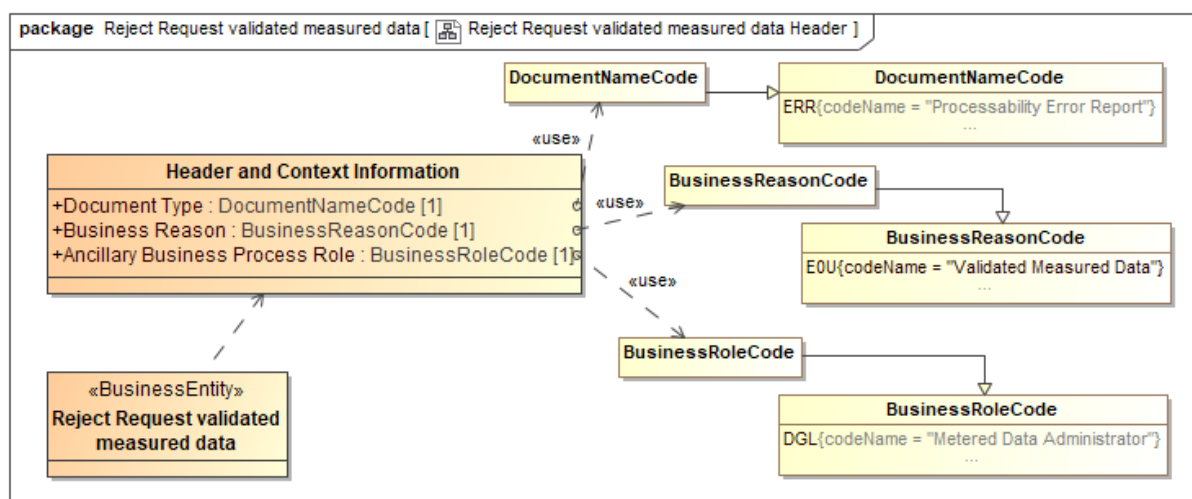 package Reject Request validated measured data [ Reject Request validated measured data Header ]
DocumentNameCode
DocumentNameCode
ERR{codeName = "Processability Error Report"}
...
«use»
Header and Context Information
+Document Type : DocumentNameCode [1]
+Business Reason : BusinessReasonCode [1]
+Ancillary Business Process Role : BusinessRoleCode [1]
«use»
BusinessReasonCode
BusinessReasonCode
E0U{codeName = "Validated Measured Data"}
...
«use»
BusinessRoleCode
BusinessRoleCode
DGL{codeName = "Metered Data Administrator"}
...
«BusinessEntity»
Reject Request validated
measured data